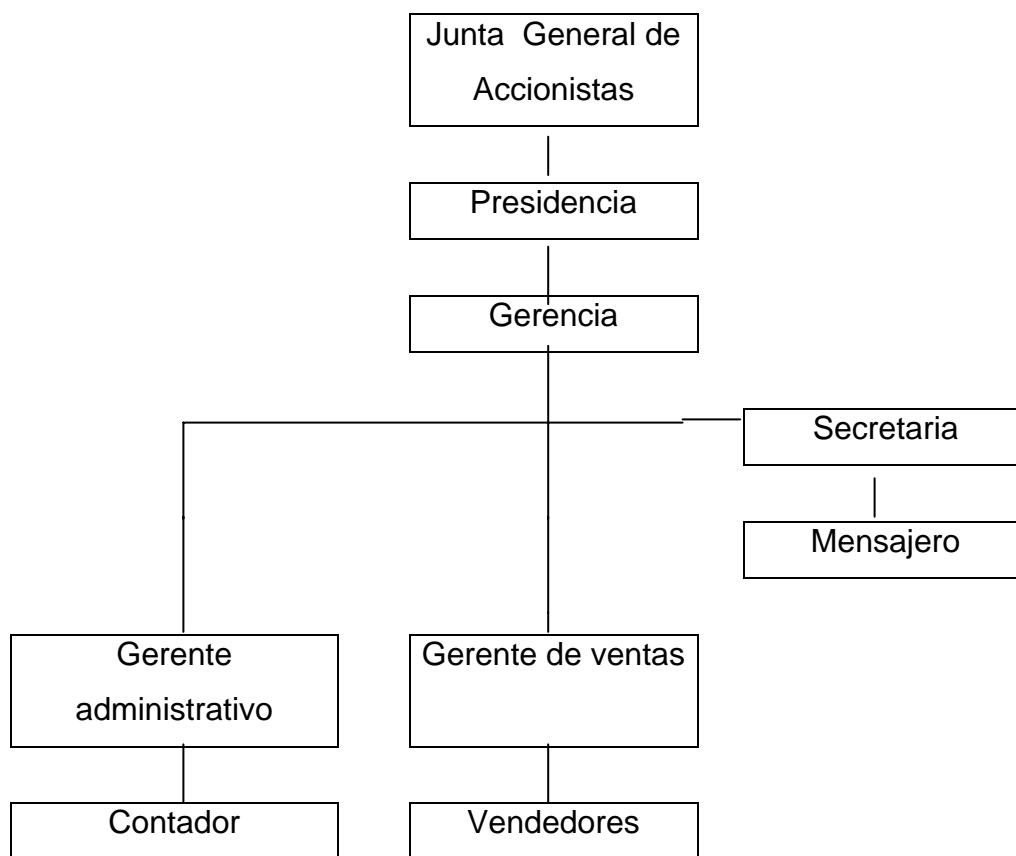 Junta  General de
Accionistas
Presidencia
Gerencia
Secretaria
Mensajero
Gerente
administrativo
Gerente de ventas
Contador
Vendedores